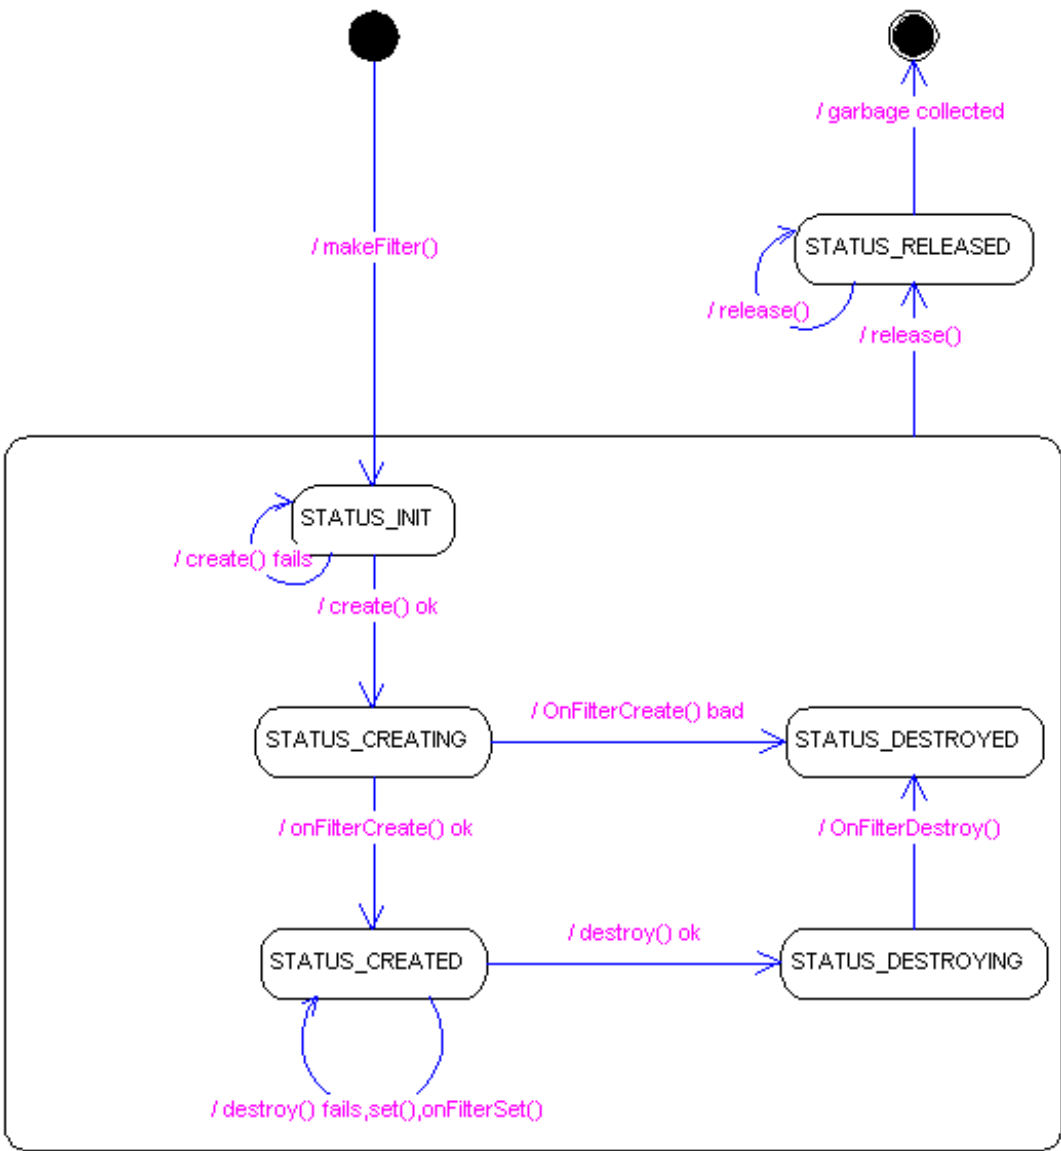 / garbage collected
/ makeFilter()
STATUS_RELEASED
/ release()
/ release()
STATUS_INIT
/ create() fails
/ create() ok
/ OnFilterCreate() bad
STATUS_CREATING
STATUS_DESTROYED
/ onFilterCreate() ok
/ OnFilterDestroy()
/ destroy() ok
STATUS_CREATED
STATUS_DESTROYING
/ destroy() fails,set(),onFilterSet()